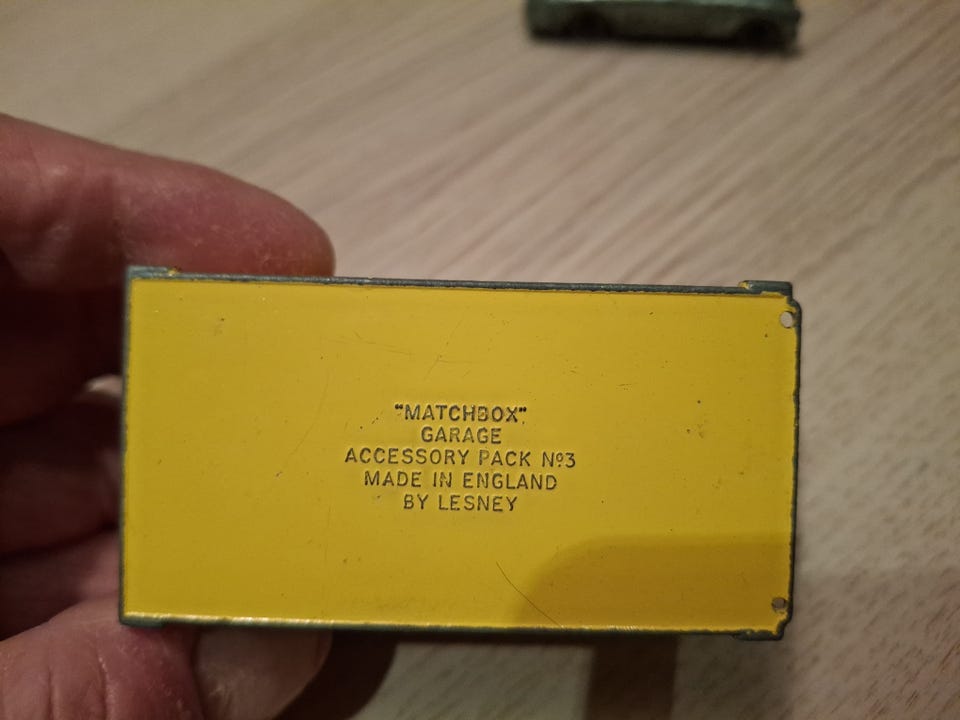 "MATCHBOX"
GARAGE
ACCESSORY PACK Nº3
MADE IN ENGLAND
BY LESNEY